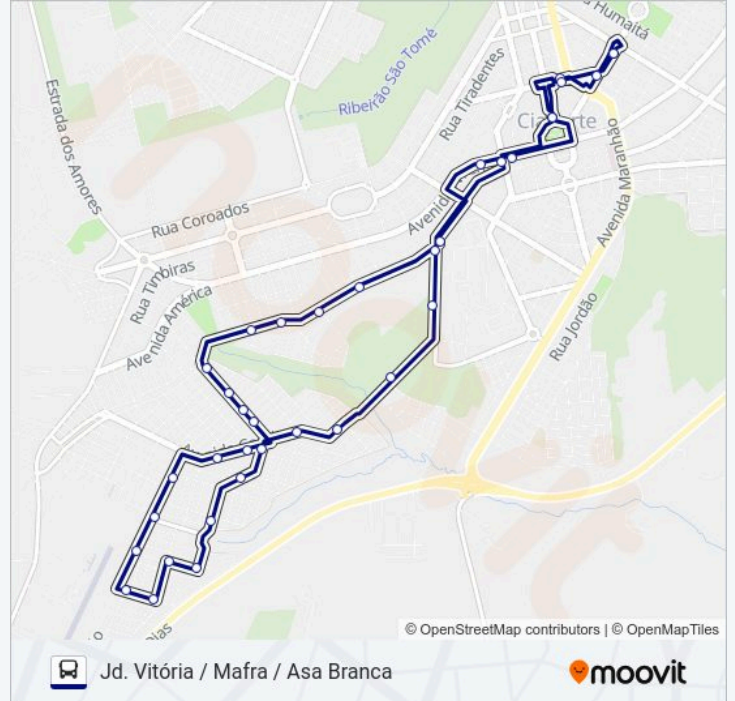 a Humaitá
Ribeirão São Tomé
Rua Tiradentes
Estrada dos Amores
Avenida Maranhão
Rua Coroados
Rua Timbiras
Avenida América
Rua Jordão
© OpenStreetMap contributors | © OpenMapTiles
Jd. Vitória / Mafra / Asa Branca
moovit